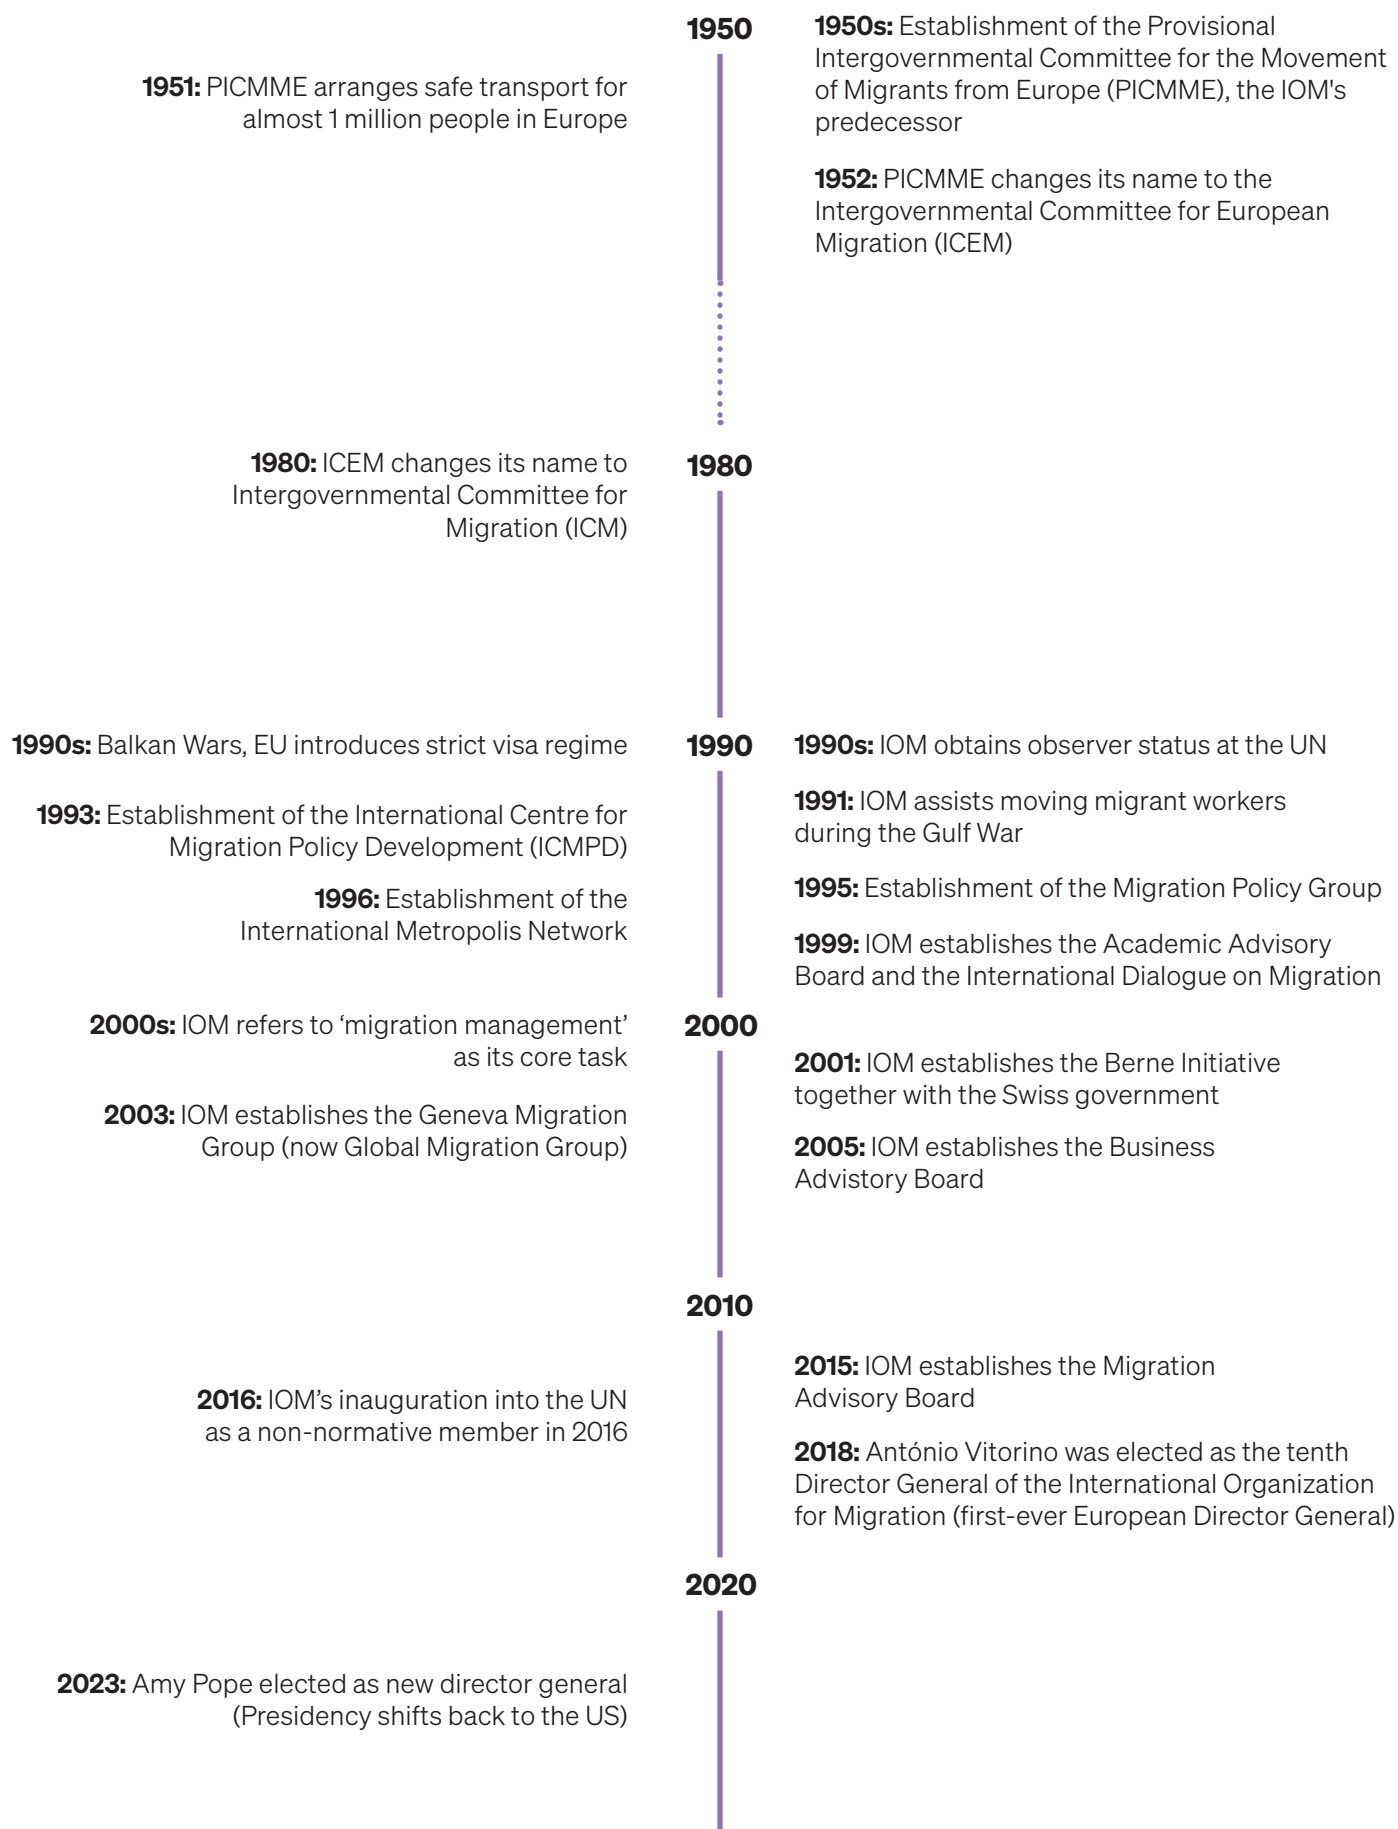 1950
1950s: Establishment of the Provisional
Intergovernmental Committee for the Movement
of Migrants from Europe (PICMME), the IOM's
predecessor
1951: PICMME arranges safe transport for
almost 1 million people in Europe
1952: PICMME changes its name to the
Intergovernmental Committee for European
Migration (ICEM)
1980: ICEM changes its name to
Intergovernmental Committee for
Migration (ICM)
1980
1990s: Balkan Wars, EU introduces strict visa regime
1990
1990s: IOM obtains observer status at the UN
1991: IOM assists moving migrant workers
during the Gulf War
1993: Establishment of the International Centre for
Migration Policy Development (ICMPD)
1995: Establishment of the Migration Policy Group
1996: Establishment of the
International Metropolis Network
1999: IOM establishes the Academic Advisory
Board and the International Dialogue on Migration
2000s: IOM refers to ‘migration management’
as its core task
2000
2001: IOM establishes the Berne Initiative
together with the Swiss government
2003: IOM establishes the Geneva Migration
Group (now Global Migration Group)
2005: IOM establishes the Business
Advistory Board
2010
2015: IOM establishes the Migration
Advisory Board
2016: IOM’s inauguration into the UN
as a non-normative member in 2016
2018: António Vitorino was elected as the tenth
Director General of the International Organization
for Migration (first-ever European Director General)
2020
2023: Amy Pope elected as new director general
(Presidency shifts back to the US)